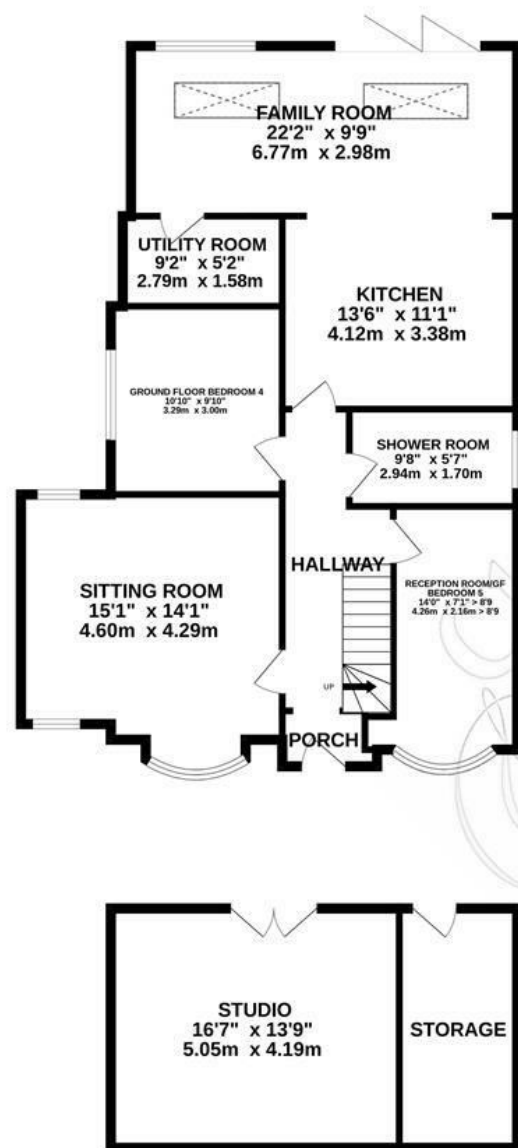 FAMILY ROOM
22'2" x 9'9"
6.77m x 2.98m
UTILITY ROOM
9'2" x 5'2"
2.79m x 1.58m
KITCHEN
13'6" x 11'1"
4.12m x 3.38m
GROUND FLOOR BEDROOM 4
10'10" x 9'10"
3.29m x 3.00m
SHOWER ROOM
9'8" x 5'7"
2.94m x 1.70m
HALLWAY
SITTING ROOM
15'1" x 14'1"
4.60m x 4.29m
RECEPTION ROOM/GF
BEDROOM 5
14'0" x 7'1" > 8'9
4.26m x 2.16m > 8'9
UP
PORCH
STUDIO
16'7" x 13'9"
5.05m x 4.19m
STORAGE